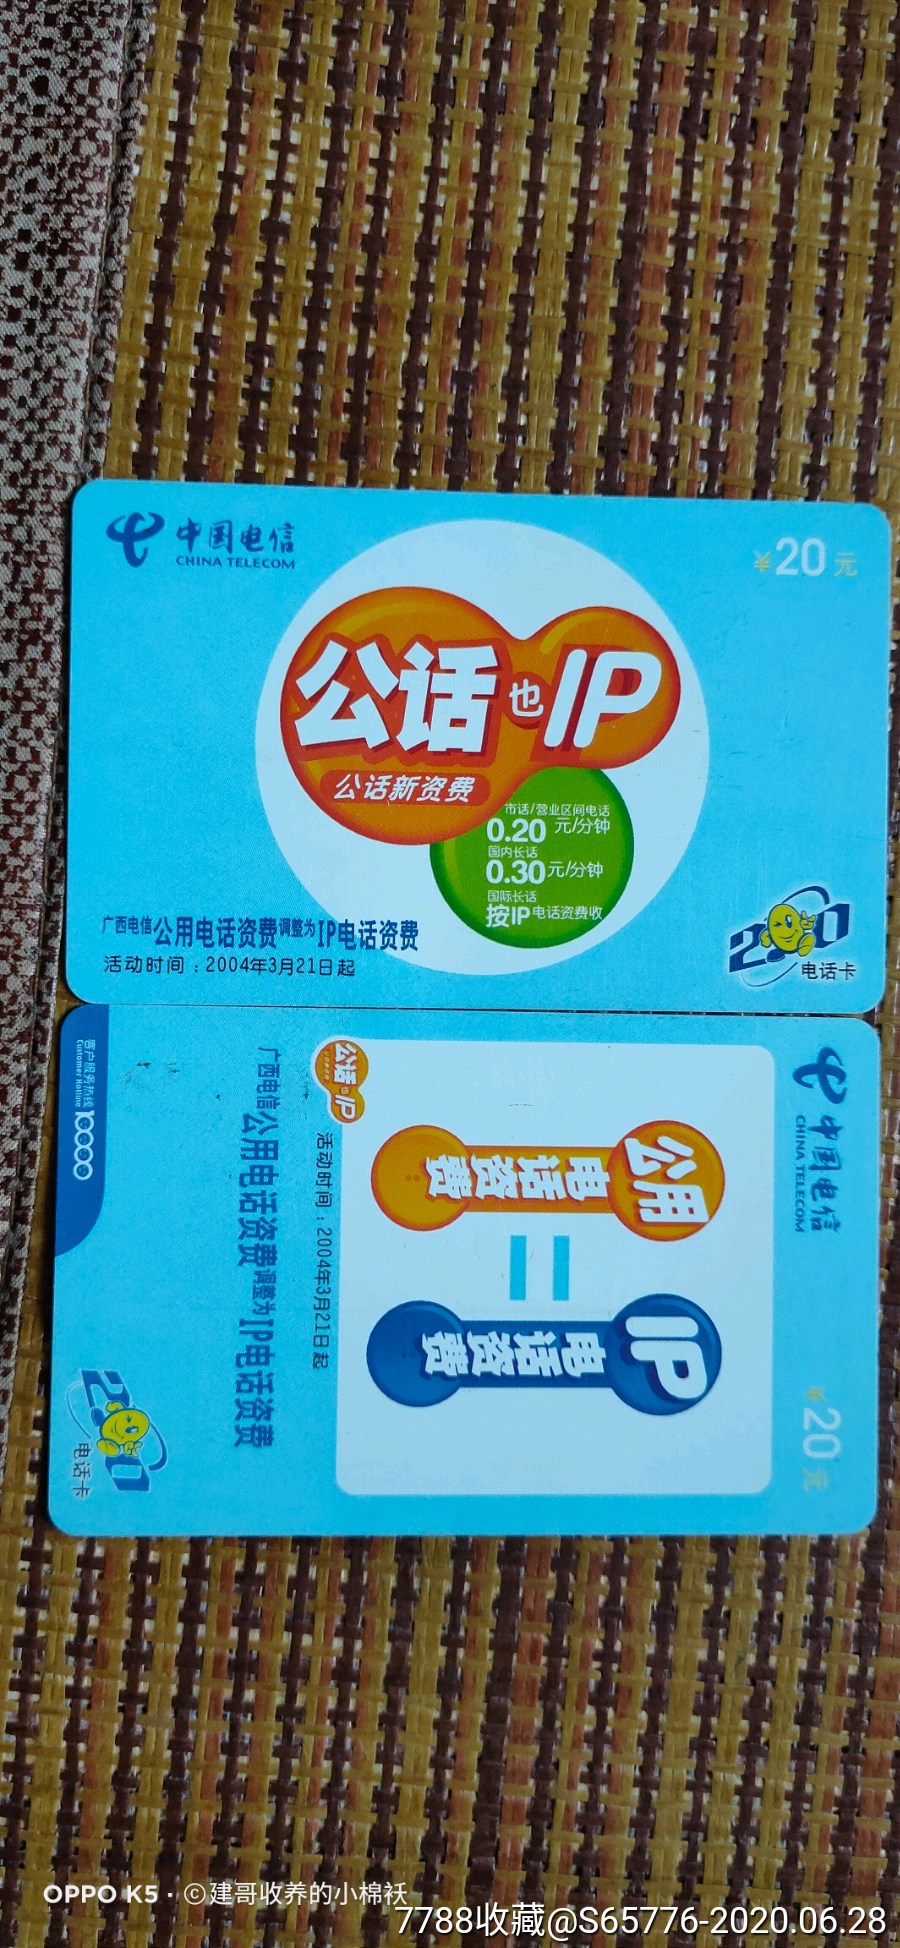 中国电信
CHINA TELECOM
¥20元
公话也IP
公话新资费
市话/营业区间电话
0.20元/分钟
国内长话
0.30元/分钟
国际长话
按IP电话资费收
广西电信公用电话资费调整为IP电话资费
活动时间：2004年3月21日起
200
电话卡
中国电信
CHINA TELECOM
¥20元
公用电话资费
=
IP电话资费
公话也IP
活动时间：2004年3月21日起
广西电信公用电话资费调整为IP电话资费
客户服务热线
Customer Hotline
10000
200
电话卡
OPPO K5 · ©建哥收养的小棉袄
7788收藏@S65776-2020.06.28